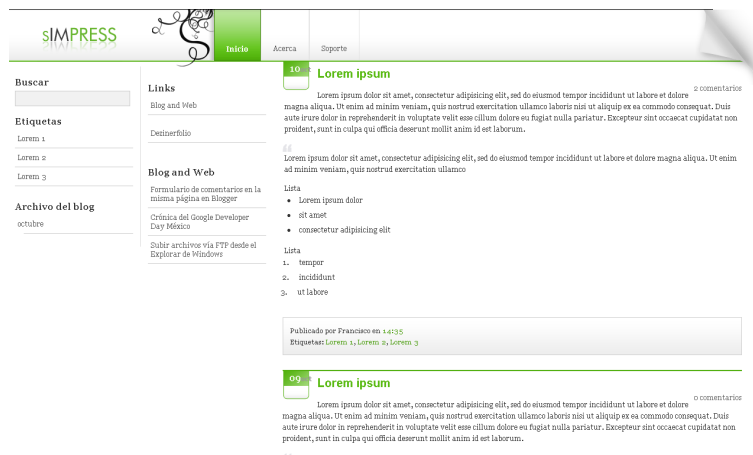 sIMPRESS
Inicio
Acerca
Soporte
Buscar
Etiquetas
Lorem 1
Lorem 2
Lorem 3
Archivo del blog
octubre
Links
Blog and Web
Dezinerfolio
Blog and Web
Formulario de comentarios en la
misma página en Blogger
Crónica del Google Developer
Day México
Subir archivos vía FTP desde el
Explorar de Windows
10
Lorem ipsum
2 comentarios
Lorem ipsum dolor sit amet, consectetur adipisicing elit, sed do eiusmod tempor incididunt ut labore et dolore
magna aliqua. Ut enim ad minim veniam, quis nostrud exercitation ullamco laboris nisi ut aliquip ex ea commodo consequat. Duis
aute irure dolor in reprehenderit in voluptate velit esse cillum dolore eu fugiat nulla pariatur. Excepteur sint occaecat cupidatat non
proident, sunt in culpa qui officia deserunt mollit anim id est laborum.
Lorem ipsum dolor sit amet, consectetur adipisicing elit, sed do eiusmod tempor incididunt ut labore et dolore magna aliqua. Ut enim
ad minim veniam, quis nostrud exercitation ullamco
Lista
• Lorem ipsum dolor
• sit amet
• consectetur adipisicing elit
Lista
1. tempor
2. incididunt
3. ut labore
Publicado por Francisco en 14:35
Etiquetas: Lorem 1, Lorem 2, Lorem 3
09
Lorem ipsum
0 comentarios
Lorem ipsum dolor sit amet, consectetur adipisicing elit, sed do eiusmod tempor incididunt ut labore et dolore
magna aliqua. Ut enim ad minim veniam, quis nostrud exercitation ullamco laboris nisi ut aliquip ex ea commodo consequat. Duis
aute irure dolor in reprehenderit in voluptate velit esse cillum dolore eu fugiat nulla pariatur. Excepteur sint occaecat cupidatat non
proident, sunt in culpa qui officia deserunt mollit anim id est laborum.